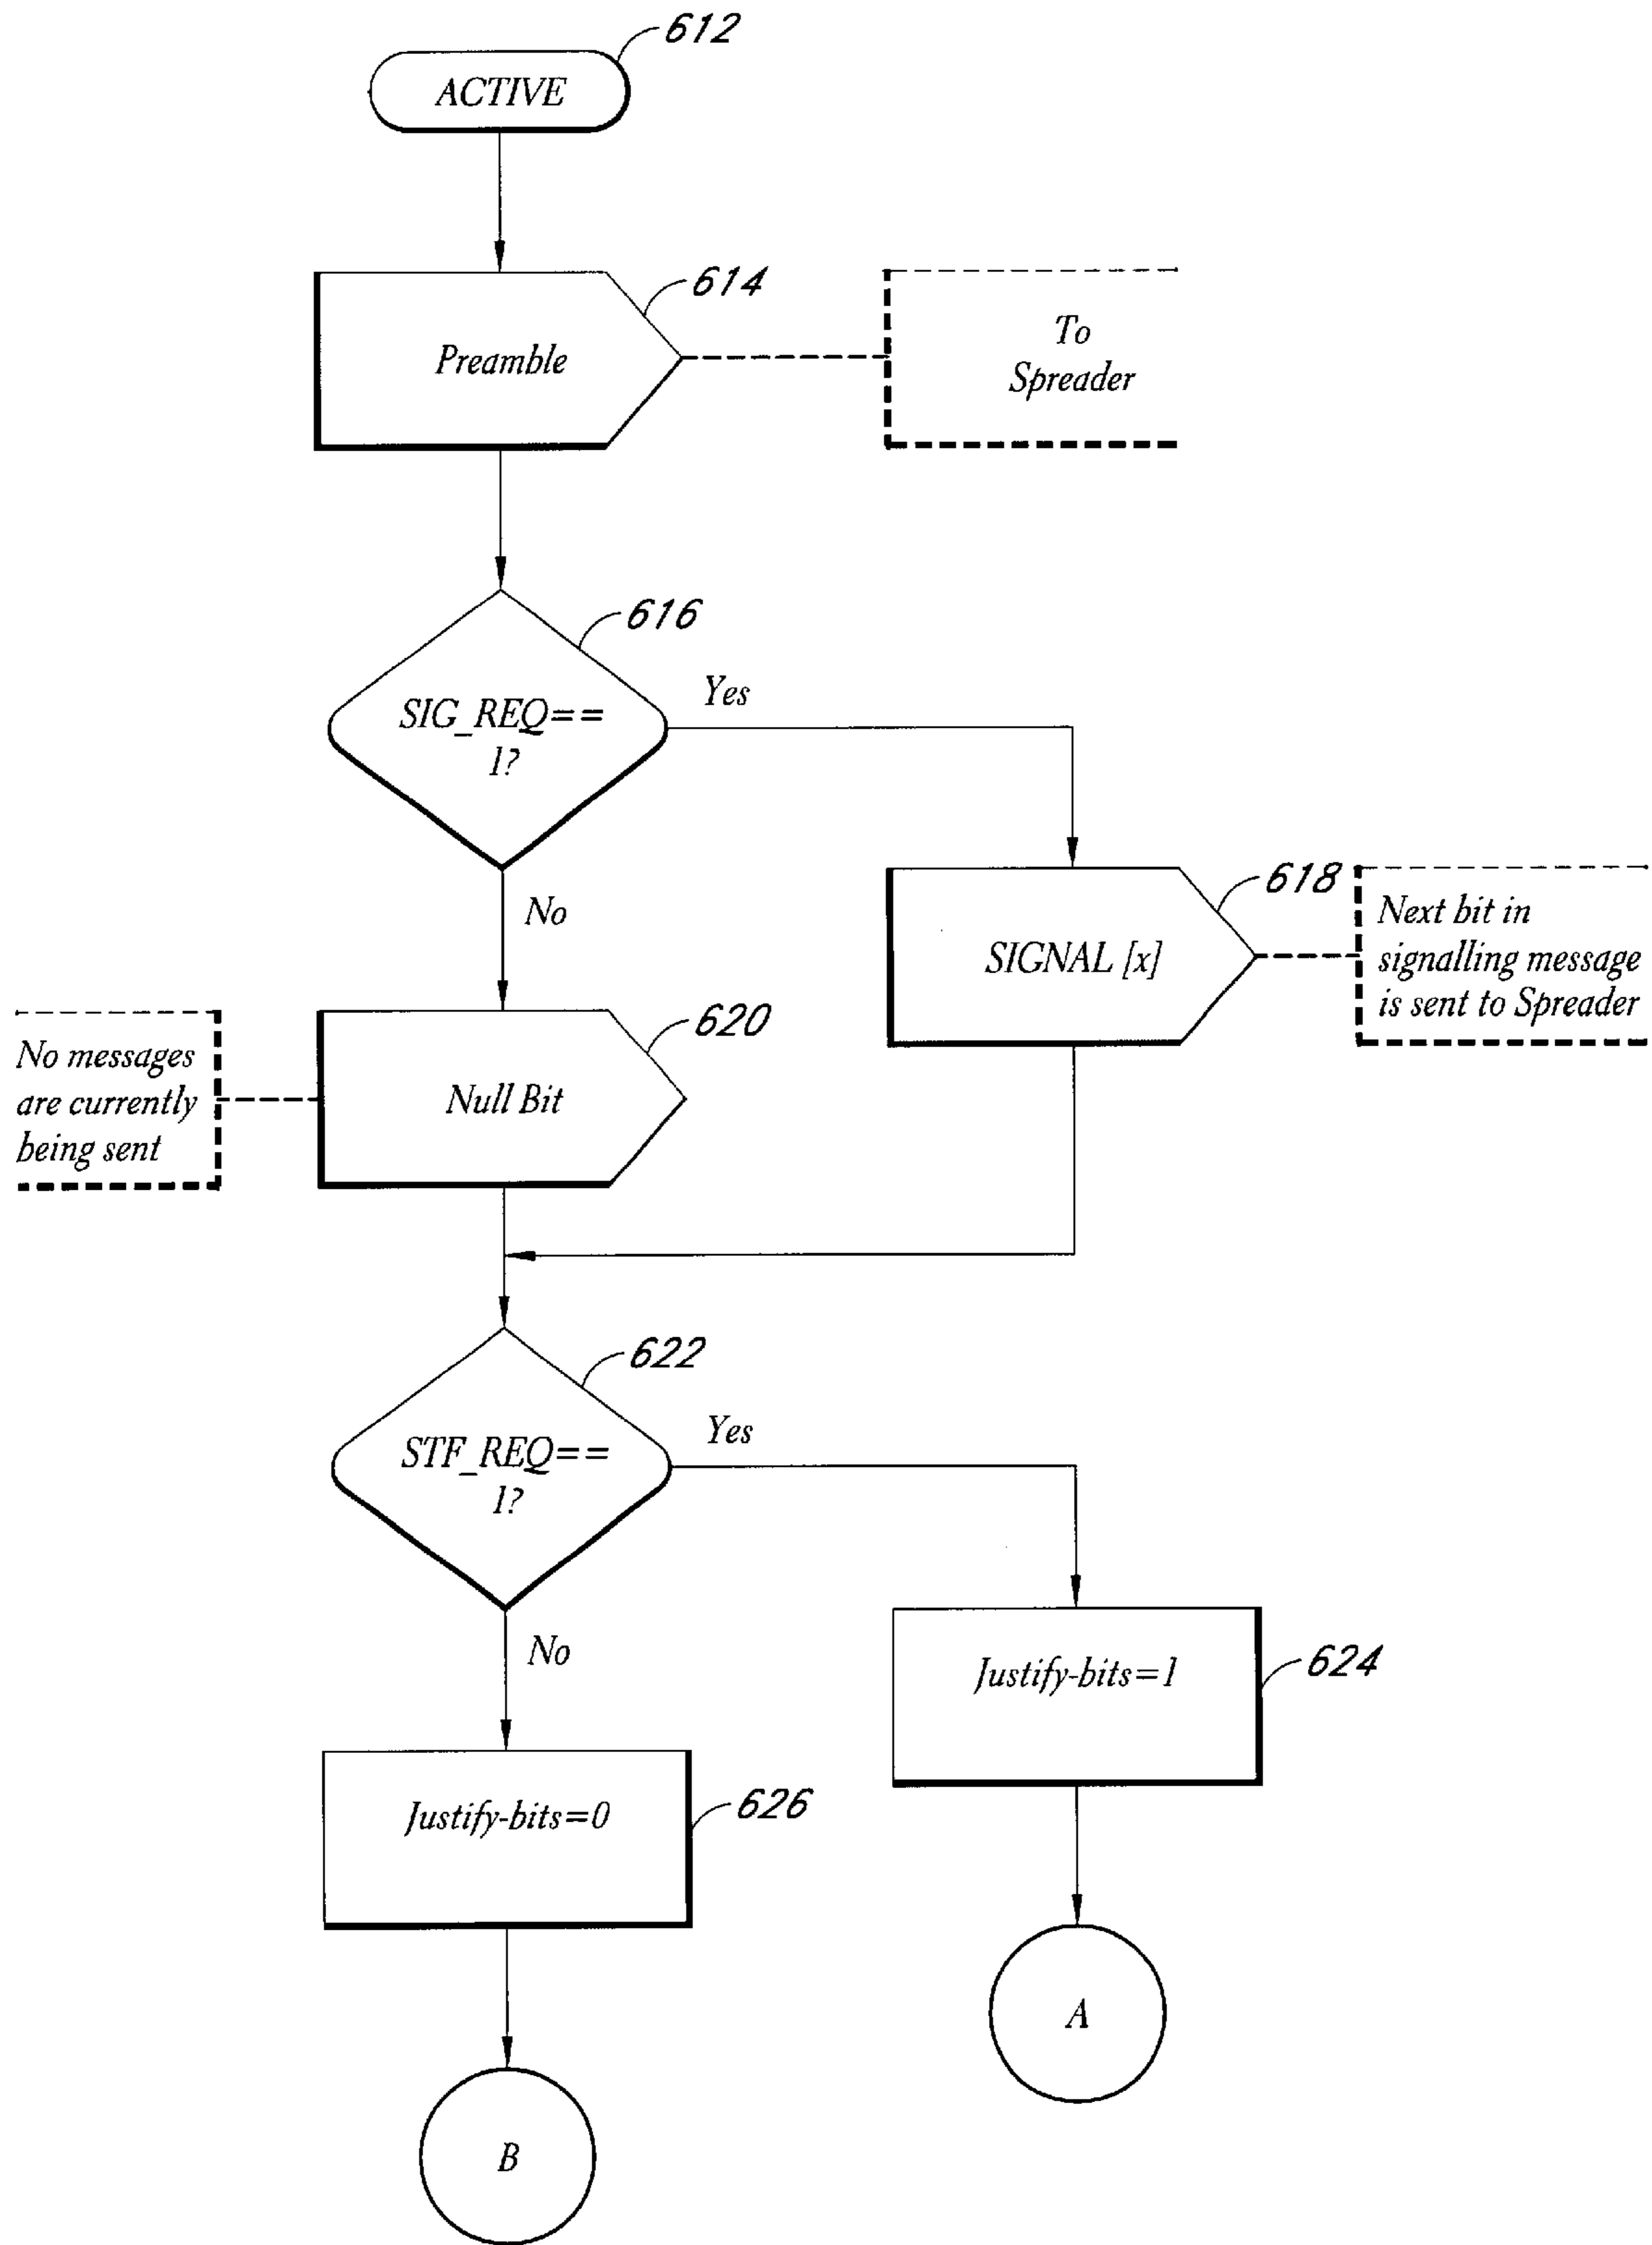 612
ACTIVE
614
Preamble
To
Spreader
616
SIG_REQ==
1?
Yes
No
618
SIGNAL [x]
Next bit in
signalling message
is sent to Spreader
620
Null Bit
No messages
are currently
being sent
622
STF_REQ==
1?
Yes
No
624
Justify-bits=1
626
Justify-bits=0
A
B